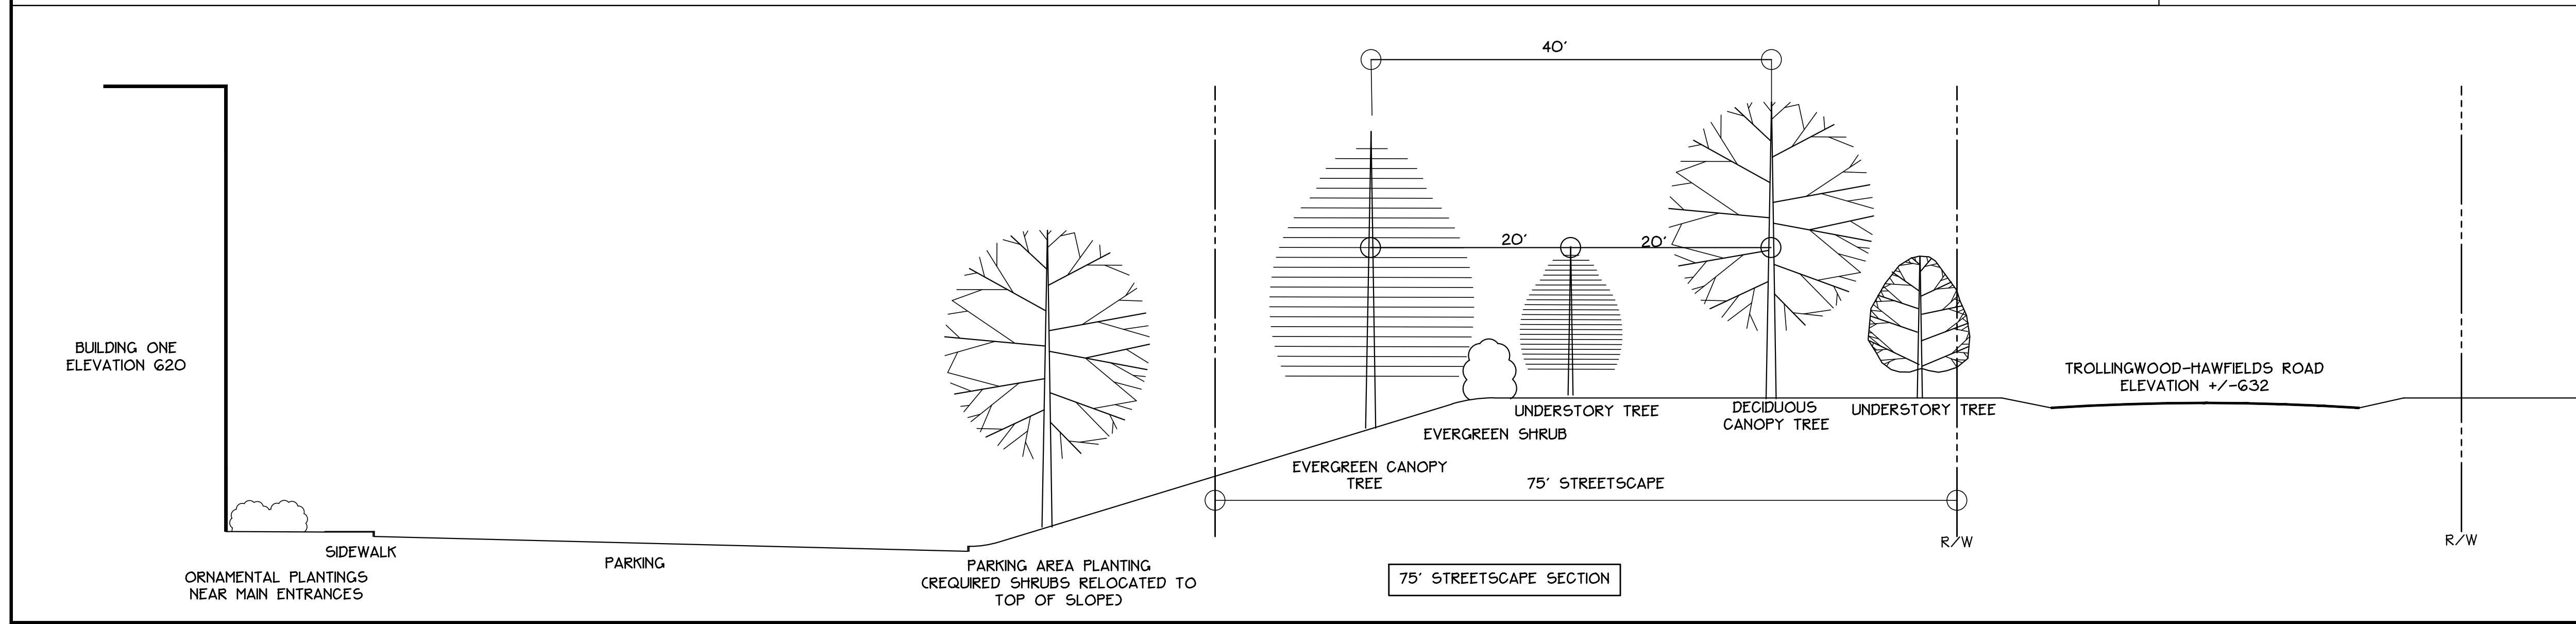 40'
20'
20'
BUILDING ONE
ELEVATION 620
TROLLINGWOOD-HAWFIELDS ROAD
ELEVATION +/-632
UNDERSTORY TREE
DECIDUOUS
CANOPY TREE
UNDERSTORY TREE
EVERGREEN SHRUB
EVERGREEN CANOPY
TREE
75' STREETSCAPE
R/W
R/W
SIDEWALK
PARKING
ORNAMENTAL PLANTINGS
NEAR MAIN ENTRANCES
PARKING AREA PLANTING
(REQUIRED SHRUBS RELOCATED TO
TOP OF SLOPE)
75' STREETSCAPE SECTION